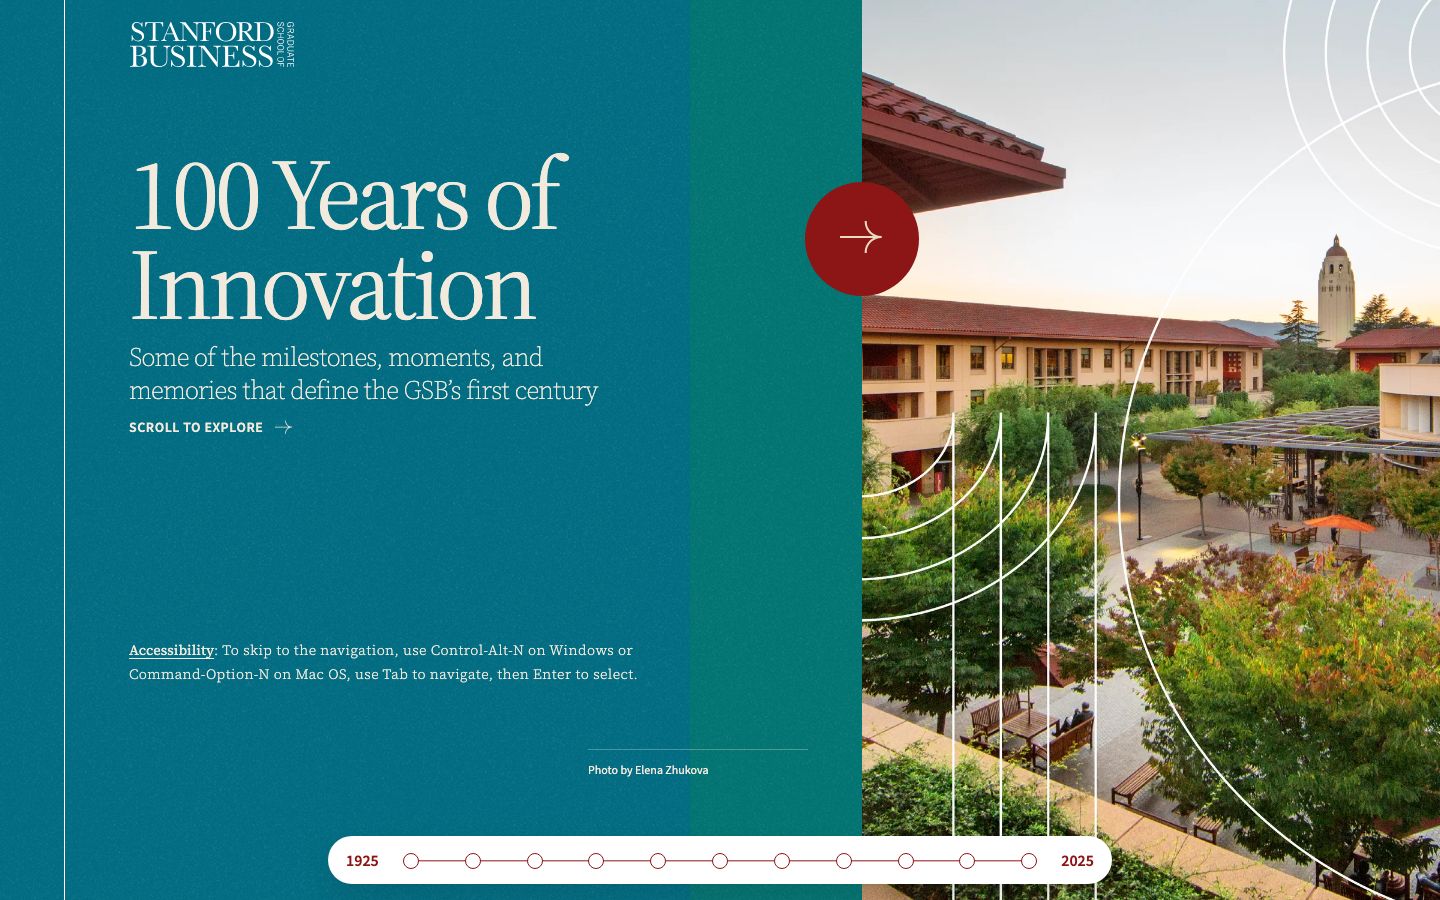 STANFORD
BUSINESS
GRADUATE
SCHOOL OF
100 Years of
Innovation
Some of the milestones, moments, and
memories that define the GSB’s first century
SCROLL TO EXPLORE
Accessibility: To skip to the navigation, use Control-Alt-N on Windows or
Command-Option-N on Mac OS, use Tab to navigate, then Enter to select.
Photo by Elena Zhukova
1925
2025